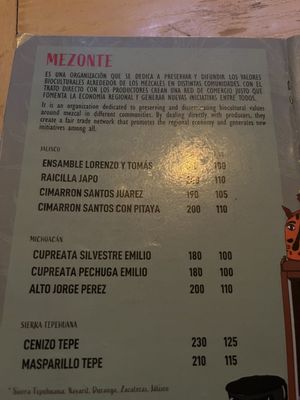 MEZONTE
ES UNA ORGANIZACIÓN QUE SE DEDICA A PRESERVAR Y DIFUNDIR LOS VALORES
BIOCULTURALES ALREDEDOR DE LOS MEZCALES EN DISTINTAS COMUNIDADES. CON EL
TRATO DIRECTO CON LOS PRODUCTORES CREAN UNA RED DE COMERCIO JUSTO QUE
FOMENTA LA ECONOMÍA REGIONAL Y GENERAR NUEVAS INICIATIVAS ENTRE TODOS.
It is an organization dedicated to preserving and disseminating biocultural values
around mezcal in different communities. By dealing directly with producers, they
create a fair trade network that promotes the regional economy and generates new
initiatives among all.
JALISCO
ENSAMBLE LORENZO Y TOMÁS 100
RAICILLA JAPO 110
CIMARRON SANTOS JUAREZ 190 105
CIMARRON SANTOS CON PITAYA 200 110
MICHOACÁN
CUPREATA SILVESTRE EMILIO 180 100
CUPREATA PECHUGA EMILIO 180 100
ALTO JORGE PEREZ 200 110
SIERRA TEPEHUANA
CENIZO TEPE 230 125
MASPARILLO TEPE 210 115
* Sierra Tepehuana: Nayarit, Durango, Zacatecas, Jalisco